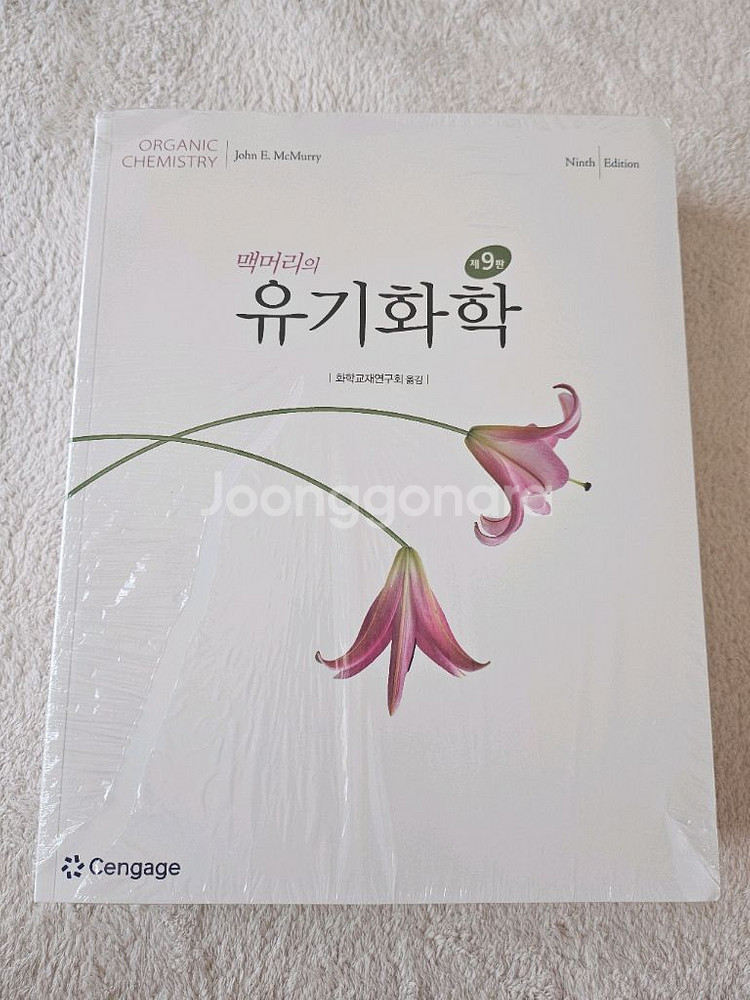 ORGANIC
CHEMISTRY
John E. McMurry
Ninth Edition
맥머리의
제9판
유기화학
| 화학교재연구회 옮김 |
Joonggonara
Cengage